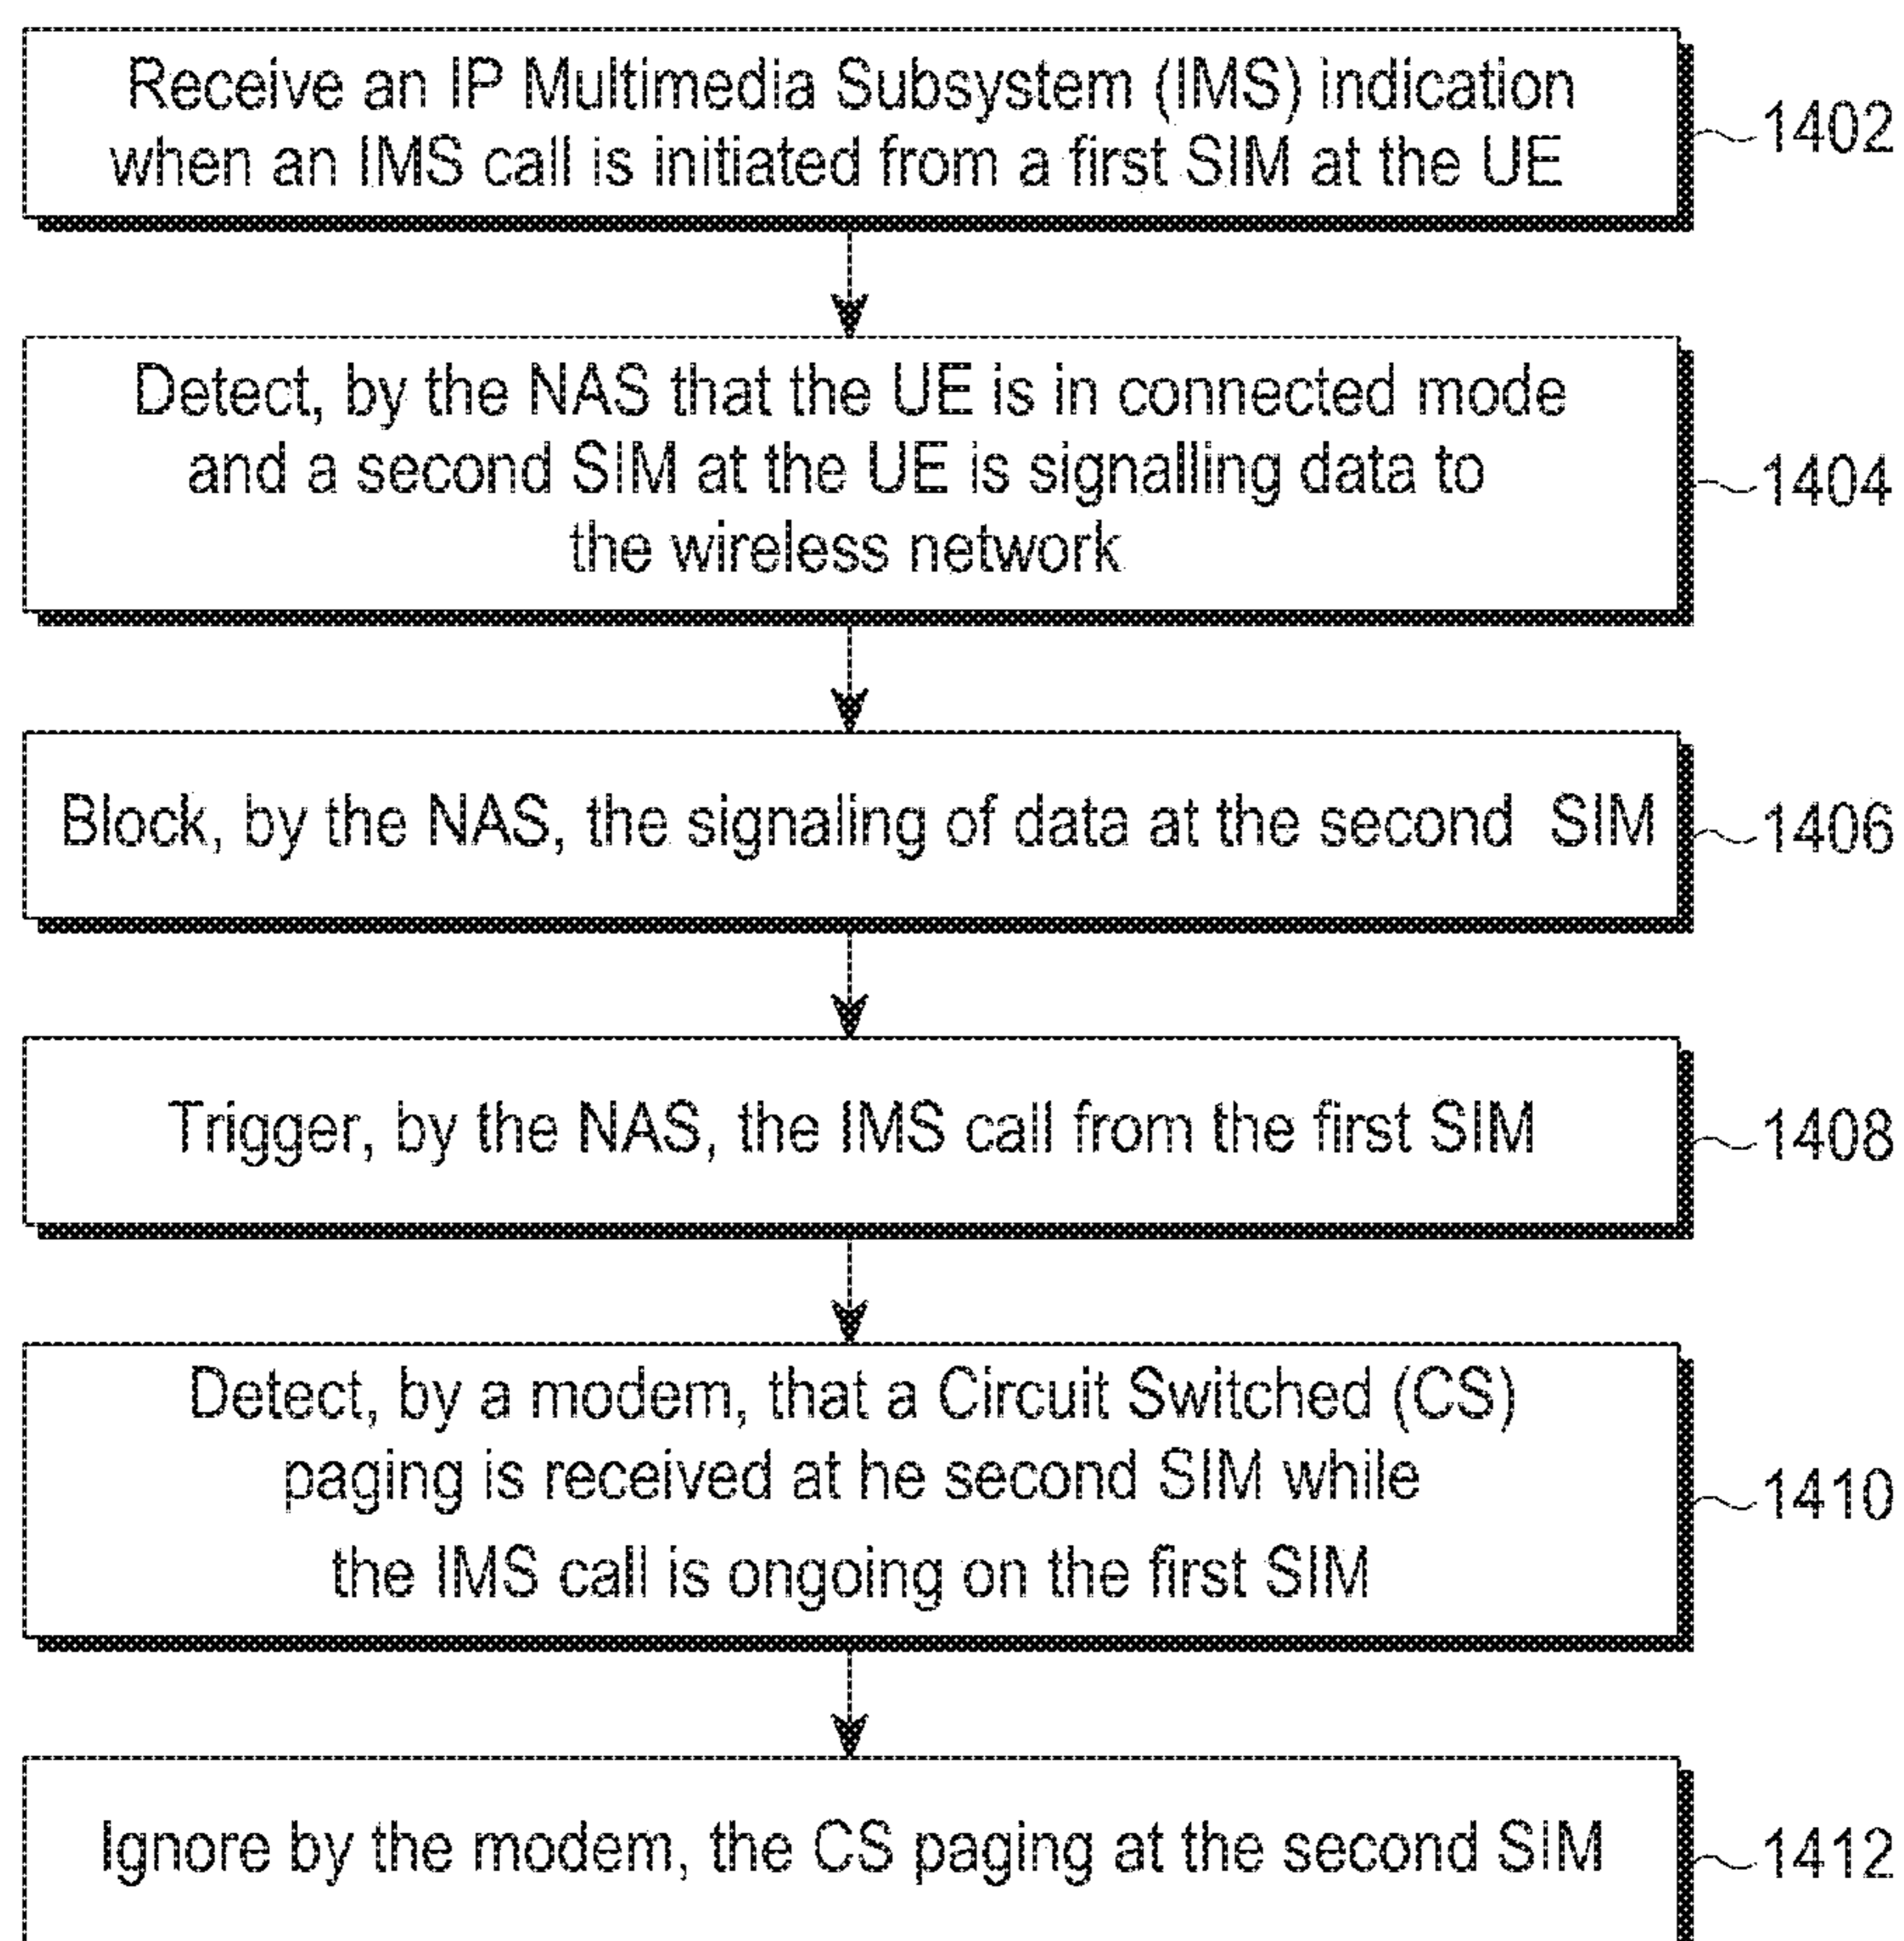 Receive an IP Multimedia Subsystem (IMS) indication
when an IMS call is initiated from a first SIM at the UE
1402
Detect, by the NAS that the UE is in connected mode
and a second SIM at the UE is signalling data to
the wireless network
1404
Block, by the NAS, the signaling of data at the second SIM
1406
Trigger, by the NAS, the IMS call from the first SIM
1408
Detect, by a modem, that a Circuit Switched (CS)
paging is received at he second SIM while
the IMS call is ongoing on the first SIM
1410
Ignore by the modem, the CS paging at the second SIM
1412